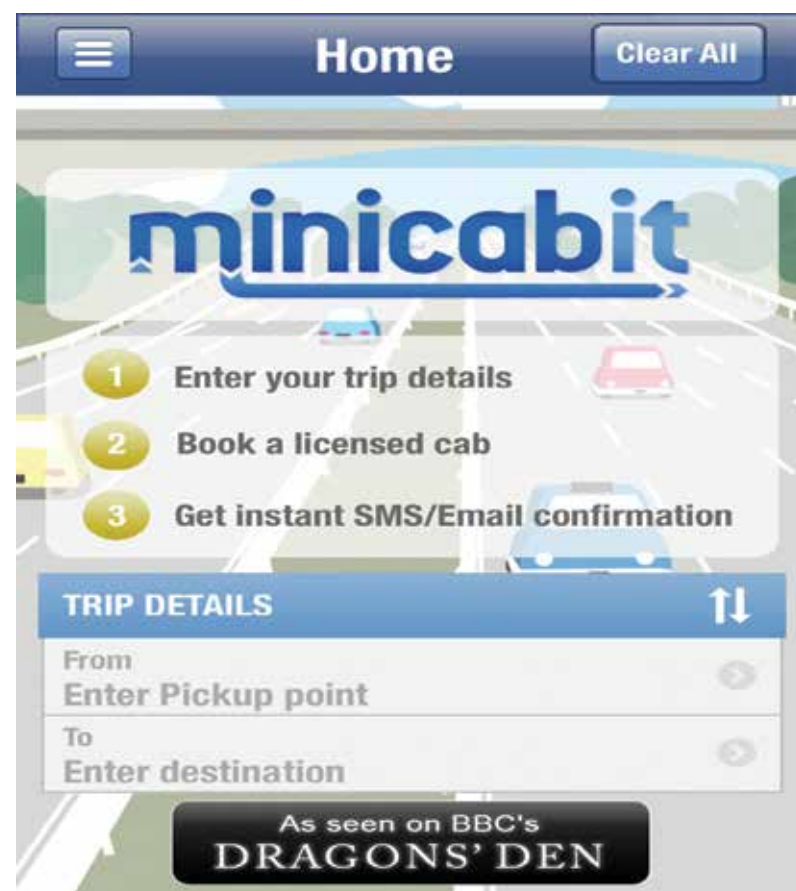 Home
Clear All
minicabit
1 Enter your trip details
2 Book a licensed cab
3 Get instant SMS/Email confirmation
TRIP DETAILS
From
Enter Pickup point
To
Enter destination
As seen on BBC's
DRAGONS' DEN